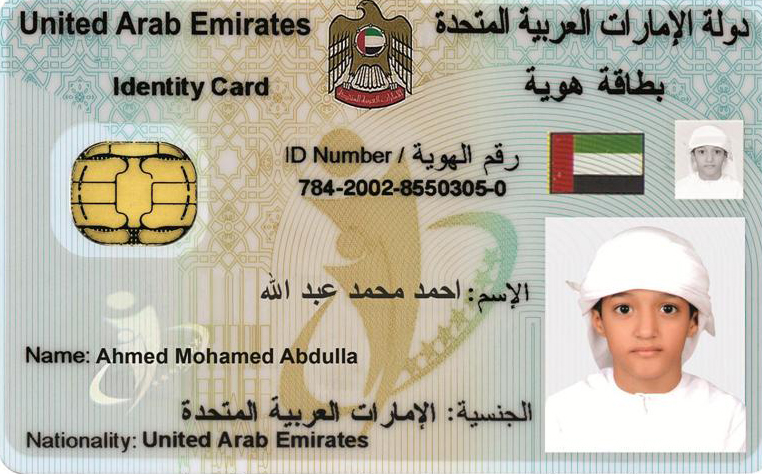 United Arab Emirates دولة الإمارات العربية المتحدة
Identity Card بطاقة هوية
ID Number / رقم الهوية
784-2002-8550305-0
الإسم: احمد محمد عبد الله
Name: Ahmed Mohamed Abdulla
الجنسية: الإمارات العربية المتحدة
Nationality: United Arab Emirates